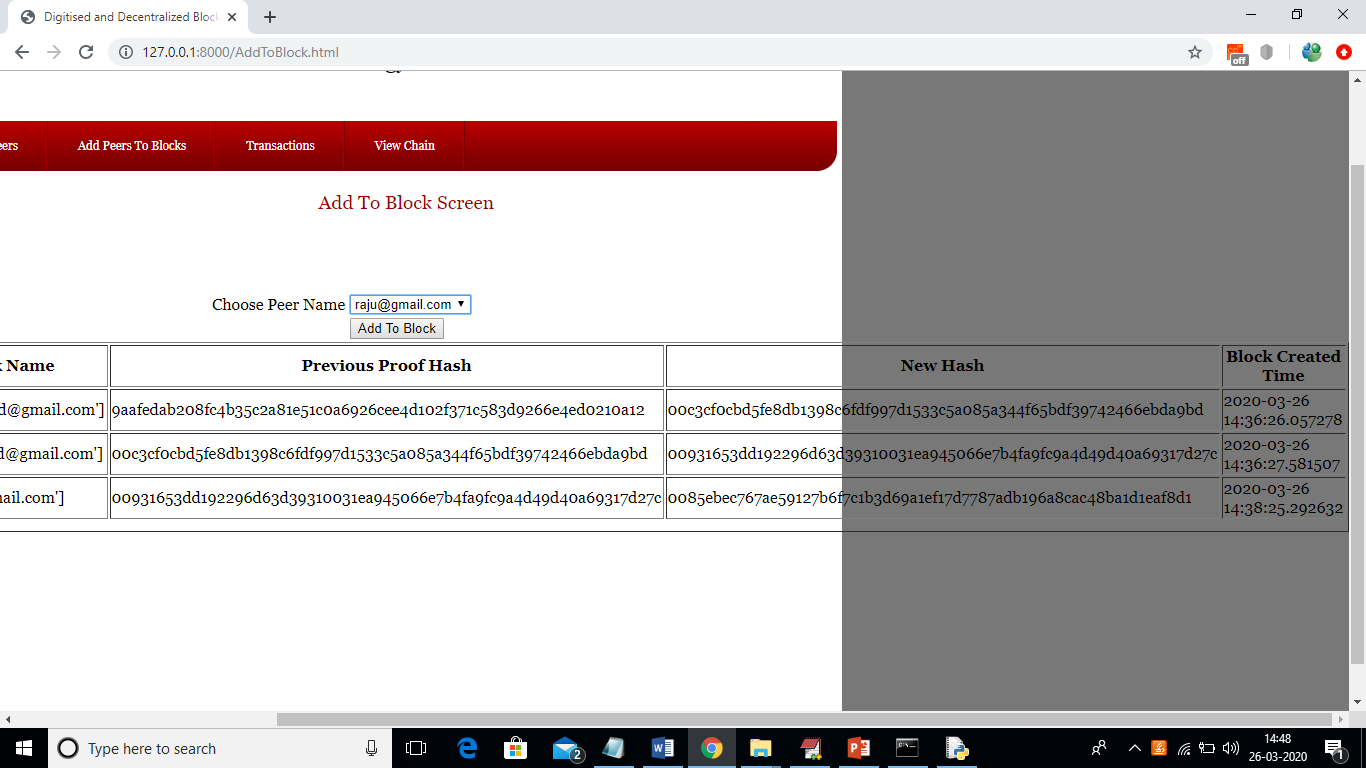 Digitised and Decentralized Bloc
127.0.0.1:8000/AddToBlock.html
off
eers
Add Peers To Blocks
Transactions
View Chain
Add To Block Screen
Choose Peer Name
raju@gmail.com
Add To Block
Name
Previous Proof Hash
New Hash
Block Created
Time
d@gmail.com']
9aafedab208fc4b35c2a81e51c0a6926cee4d102f371c583d9266e4ed0210a12
00c3cf0cbd5fe8db1398c6fdf997d1533c5a085a344f65bdf39742466ebda9bd
2020-03-26
14:36:26.057278
d@gmail.com']
00c3cf0cbd5fe8db1398c6fdf997d1533c5a085a344f65bdf39742466ebda9bd
00931653dd192296d63d39310031ea945066e7b4fa9fc9a4d49d40a69317d27c
2020-03-26
14:36:27.581507
ail.com']
00931653dd192296d63d39310031ea945066e7b4fa9fc9a4d49d40a69317d27c
0085ebec767ae59127b6f7c1b3d69a1ef17d7787adb196a8cac48ba1d1eaf8d1
2020-03-26
14:38:25.292632
Type here to search
2
14:48
26-03-2020
1